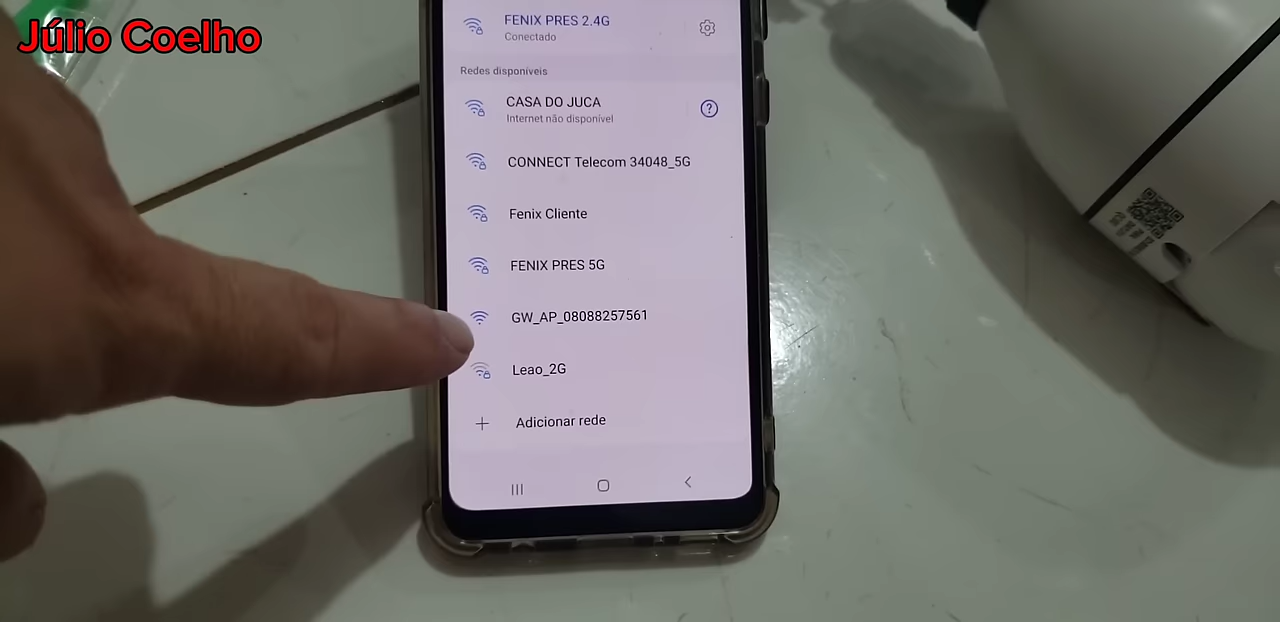 Júlio Coelho
FENIX PRES 2.4G
Conectado
Redes disponíveis
CASA DO JUCA
Internet não disponível
CONNECT Telecom 34048_5G
Fenix Cliente
FENIX PRES 5G
GW_AP_08088257561
Leao_2G
Adicionar rede